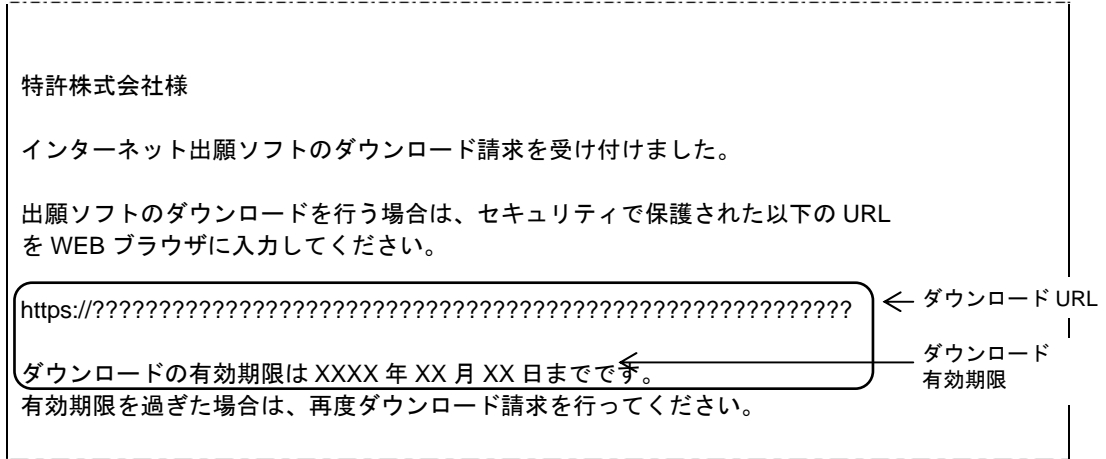 特許株式会社様
インターネット出願ソフトのダウンロード請求を受け付けました。
出願ソフトのダウンロードを行う場合は、セキュリティで保護された以下の URL
を WEB ブラウザに入力してください。
https://?????????????????????????????????????????????????????????
ダウンロード URL
ダウンロードの有効期限は XXXX 年 XX 月 XX 日までです。
ダウンロード
有効期限
有効期限を過ぎた場合は、再度ダウンロード請求を行ってください。